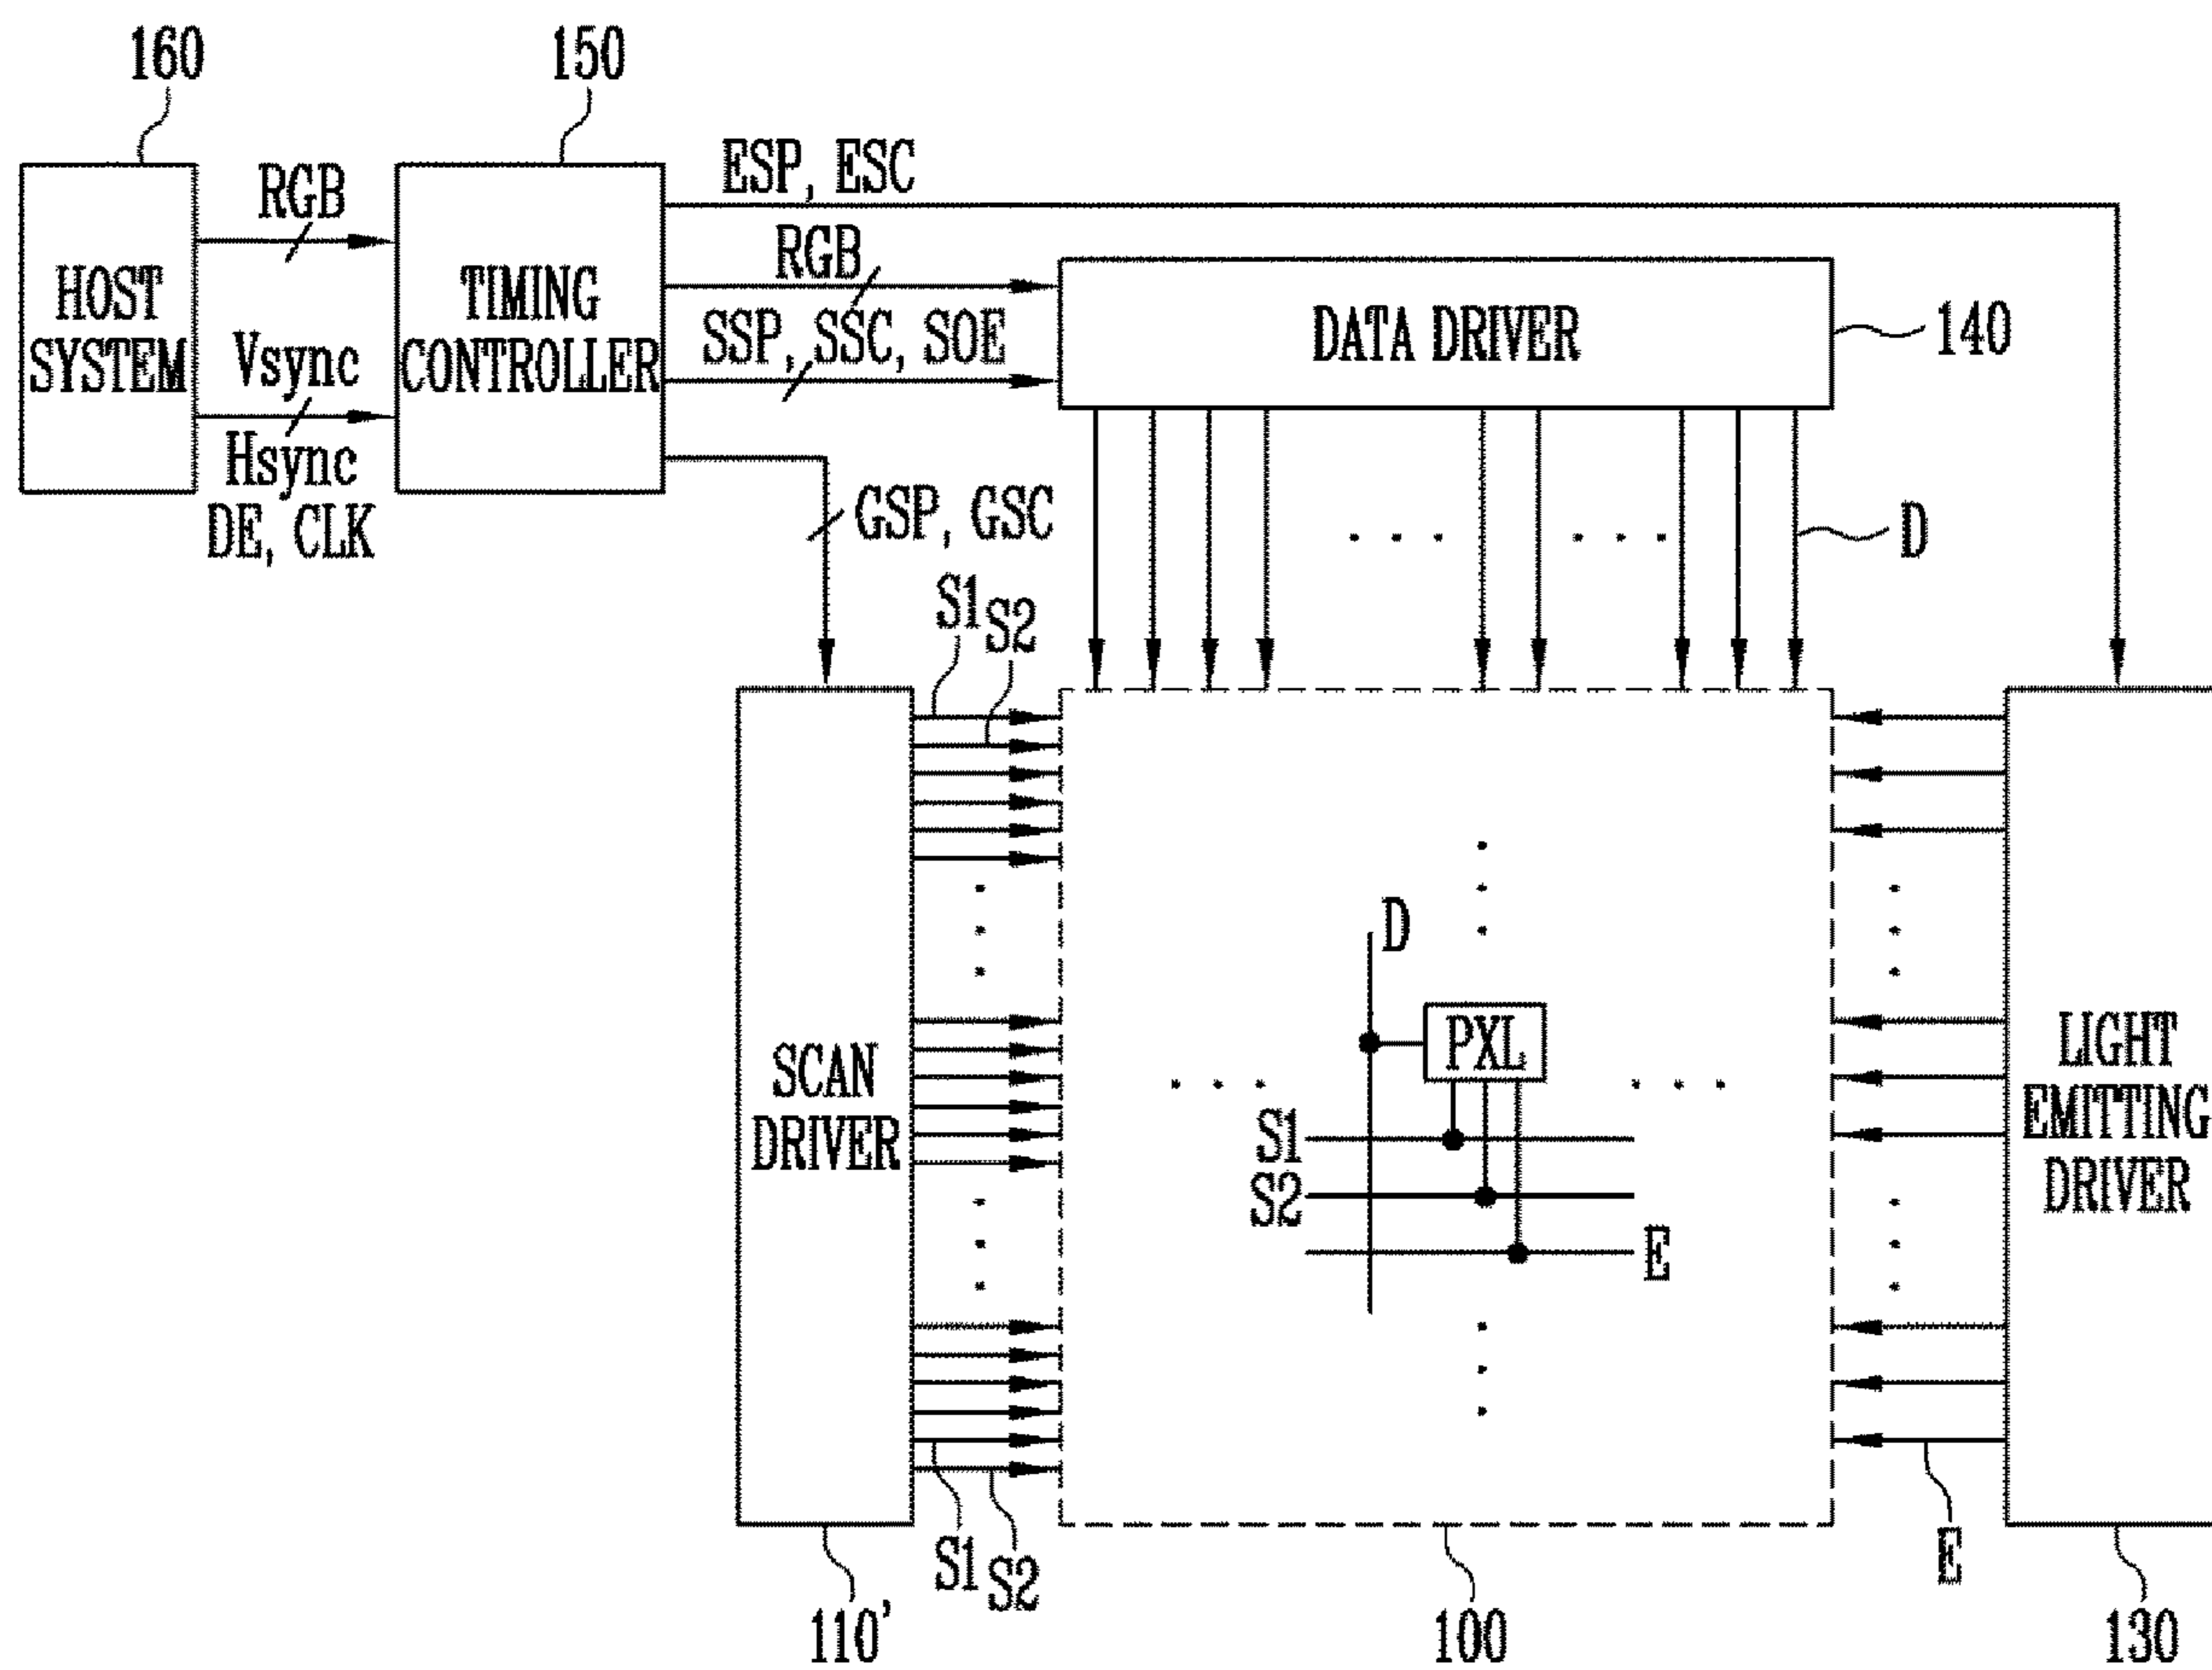 160
150
ESP, ESC
RGB
RGB
HOST
SYSTEM
TIMING
CONTROLLER
DATA DRIVER
140
SSP, SSC, SOE
Vsync
Hsync
DE, CLK
GSP, GSC
D
S1
S2
D
PXL
SCAN
DRIVER
LIGHT
EMITTING
DRIVER
S1
S2
E
S1
S2
E
110'
100
130